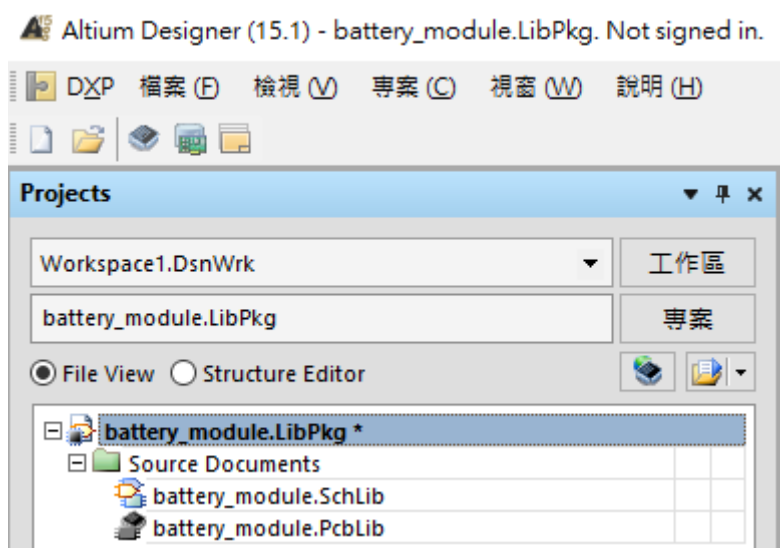 Altium Designer (15.1) - battery_module.LibPkg. Not signed in.
DXP 檔案 (F) 檢視 (V) 專案 (C) 視窗 (W) 說明 (H)
Projects
Workspace1.DsnWrk 工作區
battery_module.LibPkg 專案
File View Structure Editor
battery_module.LibPkg *
Source Documents
battery_module.SchLib
battery_module.PcbLib